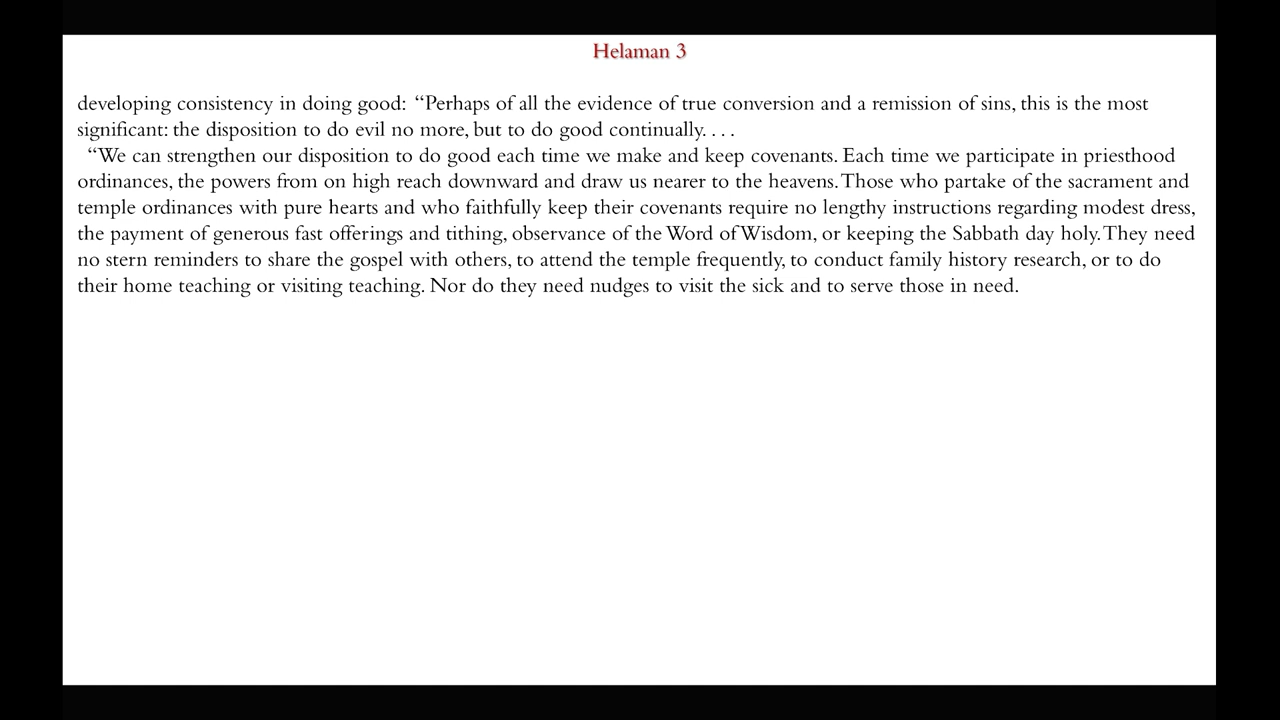 Helaman 3
developing consistency in doing good: “Perhaps of all the evidence of true conversion and a remission of sins, this is the most
significant: the disposition to do evil no more, but to do good continually. . . .
“We can strengthen our disposition to do good each time we make and keep covenants. Each time we participate in priesthood
ordinances, the powers from on high reach downward and draw us nearer to the heavens. Those who partake of the sacrament and
temple ordinances with pure hearts and who faithfully keep their covenants require no lengthy instructions regarding modest dress,
the payment of generous fast offerings and tithing, observance of the Word of Wisdom, or keeping the Sabbath day holy. They need
no stern reminders to share the gospel with others, to attend the temple frequently, to conduct family history research, or to do
their home teaching or visiting teaching. Nor do they need nudges to visit the sick and to serve those in need.